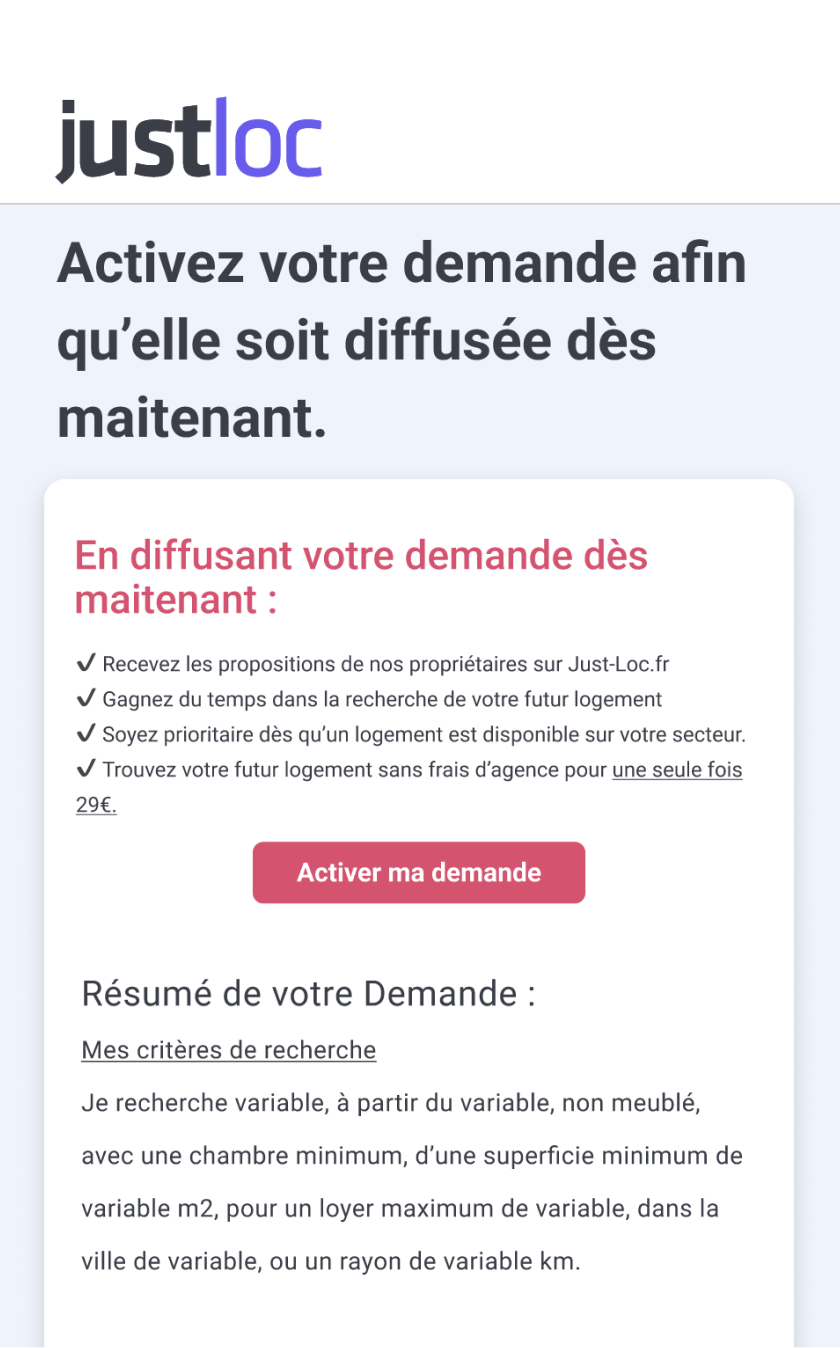 justloc
Activez votre demande afin
qu’elle soit diffusée dès
maitenant.
En diffusant votre demande dès
maitenant :
✓ Recevez les propositions de nos propriétaires sur Just-Loc.fr
✓ Gagnez du temps dans la recherche de votre futur logement
✓ Soyez prioritaire dès qu’un logement est disponible sur votre secteur.
✓ Trouvez votre futur logement sans frais d’agence pour une seule fois
29€.
Activer ma demande
Résumé de votre Demande :
Mes critères de recherche
Je recherche variable, à partir du variable, non meublé,
avec une chambre minimum, d’une superficie minimum de
variable m2, pour un loyer maximum de variable, dans la
ville de variable, ou un rayon de variable km.